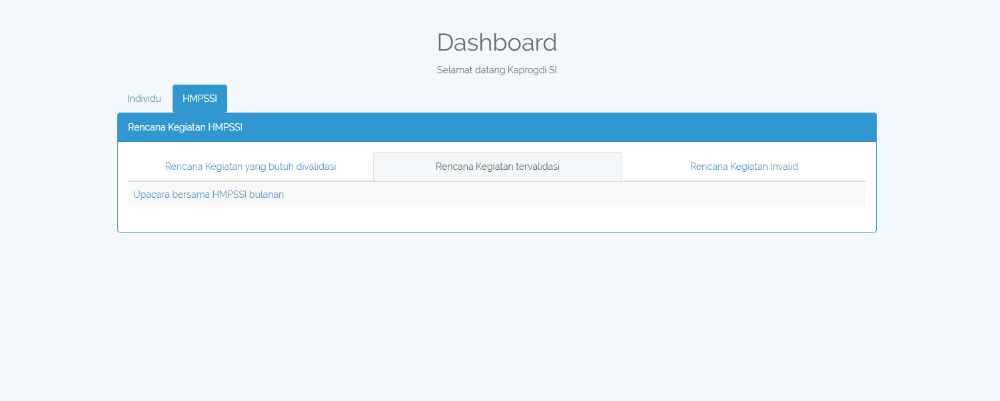 Dashboard
Selamat datang Kaprogdi SI
Individu HMPSSI
Rencana Kegiatan HMPSSI
Rencana Kegiatan yang butuh divalidasi Rencana Kegiatan tervalidasi Rencana Kegiatan Invalid
Upacara bersama HMPSSI bulanan